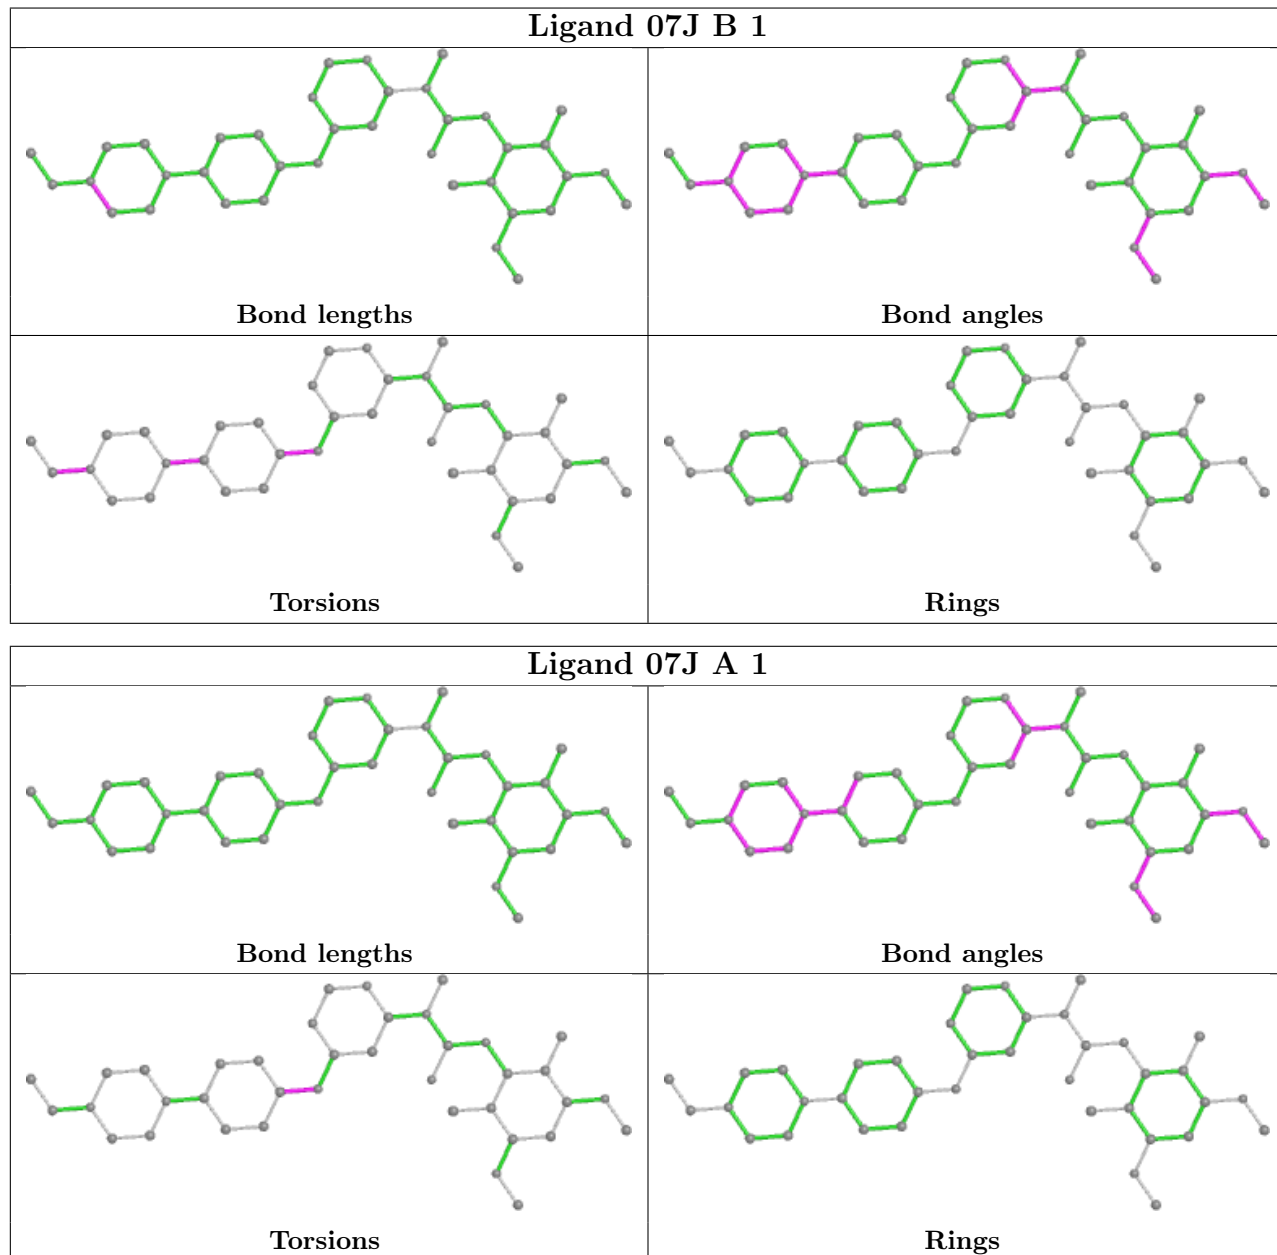 Ligand 07J B 1
Bond lengths
Bond angles
Torsions
Rings
Ligand 07J A 1
Bond lengths
Bond angles
Torsions
Rings